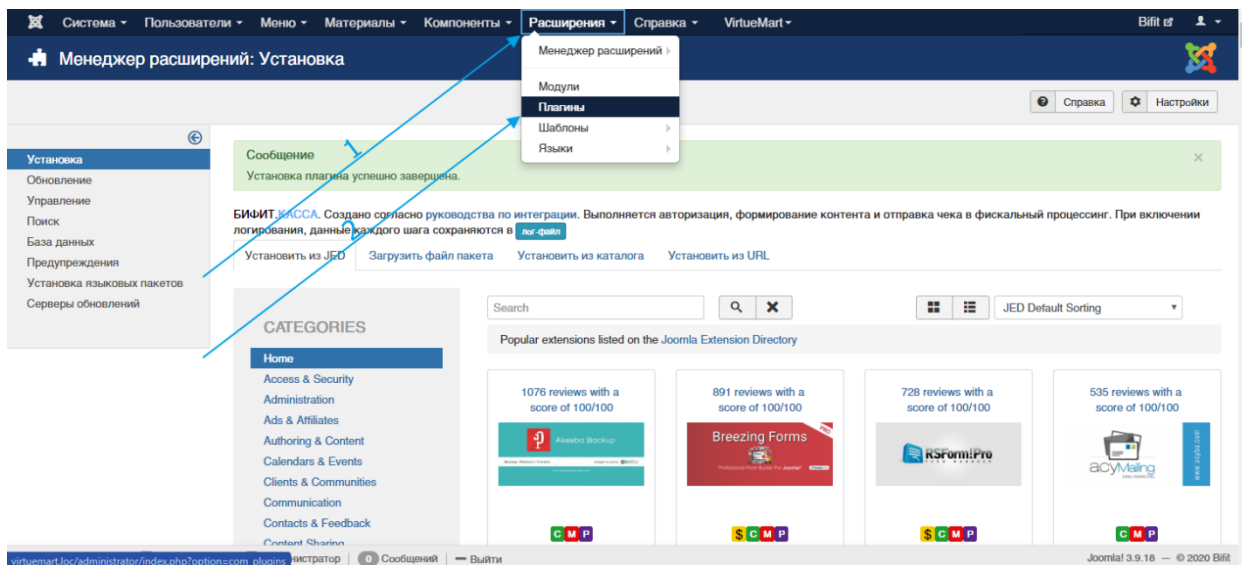 Система Пользователи Меню Материалы Компоненты Расширения Справка VirtueMart Bifit
Менеджер расширений: Установка
Менеджер расширений
Модули
Плагины
Шаблоны
Языки
Справка Настройки
Установка
Обновление
Управление
Поиск
База данных
Предупреждения
Установка языковых пакетов
Серверы обновлений
1
2
Сообщение
Установка плагина успешно завершена.
БИФИТ.КАССА. Создано согласно руководства по интеграции. Выполняется авторизация, формирование контента и отправка чека в фискальный процессинг. При включении
логирования, данные каждого шага сохраняются в лог-файл
Установить из JED Загрузить файл пакета Установить из каталога Установить из URL
Search JED Default Sorting
Popular extensions listed on the Joomla Extension Directory
CATEGORIES
Home
Access & Security
Administration
Ads & Affiliates
Authoring & Content
Calendars & Events
Clients & Communities
Communication
Contacts & Feedback
Content Sharing
1076 reviews with a
score of 100/100
Akeeba Backup
C M P
891 reviews with a
score of 100/100
PRO
Breezing Forms
$ C M P
728 reviews with a
score of 100/100
RSForm!Pro
$ C M P
535 reviews with a
score of 100/100
acyMailing
C M P
virtuemart.loc/administrator/index.php?option=com_plugins нистратор 0 Сообщений Выйти Joomla! 3.9.18 — © 2020 Bifit